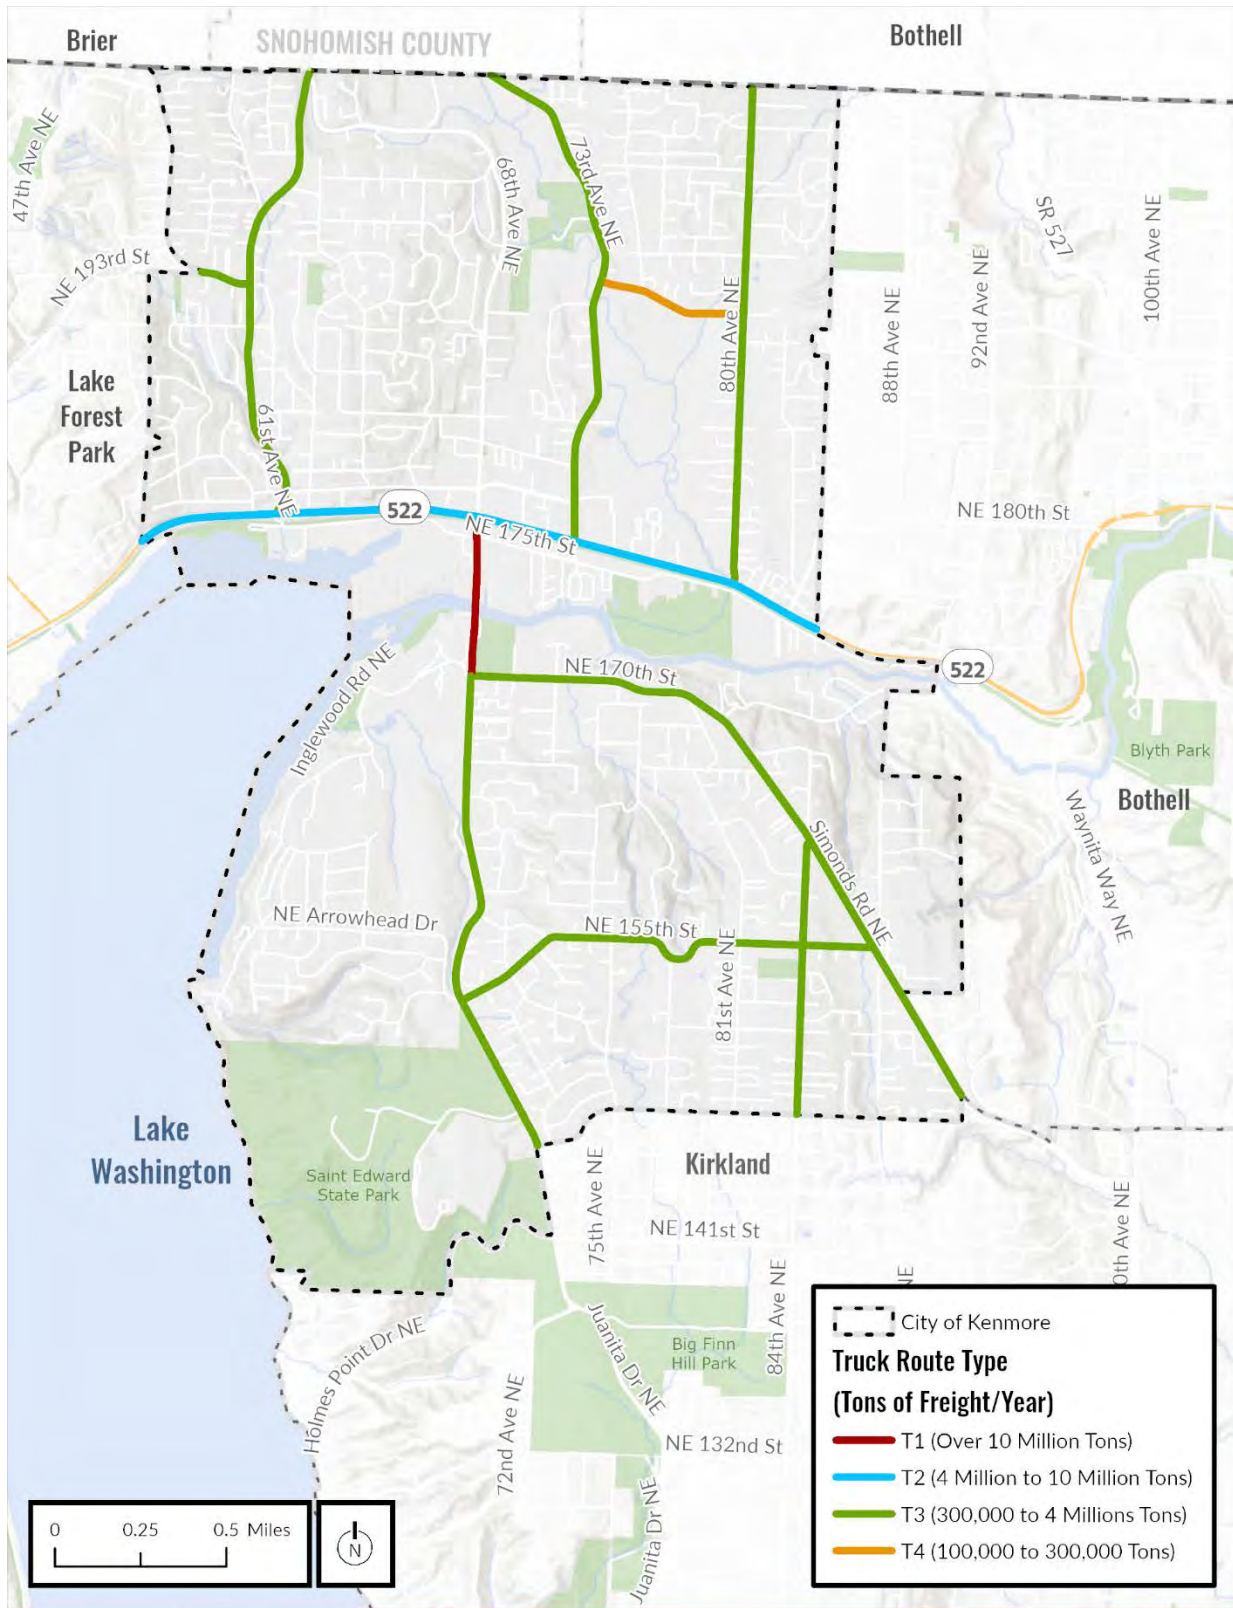 Brier
SNOHOMISH COUNTY
Bothell
47th Ave NE
68th Ave NE
73rd Ave NE
SR 527
100th Ave NE
NE 193rd St
80th Ave NE
88th Ave NE
92nd Ave NE
Lake
Forest
Park
61st Ave NE
522
NE 175th St
NE 180th St
Inglewood Rd NE
NE 170th St
522
Blyth Park
Bothell
Waynita Way NE
Simonds Rd NE
NE Arrowhead Dr
NE 155th St
81st Ave NE
Lake
Washington
Saint Edward
State Park
Kirkland
75th Ave NE
NE 141st St
84th Ave NE
NE
0th Ave NE
Holmes Point Dr NE
72nd Ave NE
Juanita Dr NE
Big Finn
Hill Park
NE 132nd St
Juanita Dr NE
City of Kenmore
Truck Route Type
(Tons of Freight/Year)
T1 (Over 10 Million Tons)
T2 (4 Million to 10 Million Tons)
T3 (300,000 to 4 Millions Tons)
T4 (100,000 to 300,000 Tons)
0 0.25 0.5 Miles
N